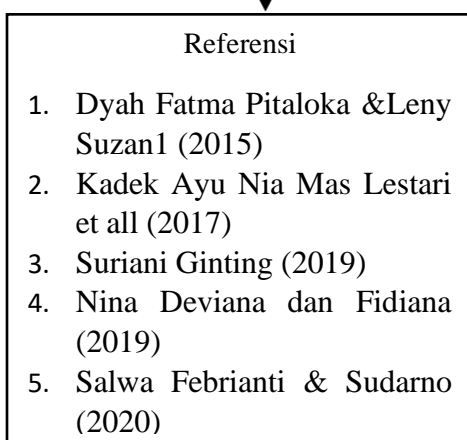 Referensi
1. Dyah Fatma Pitaloka &Leny
Suzan1 (2015)
2. Kadek Ayu Nia Mas Lestari
et all (2017)
3. Suriani Ginting (2019)
4. Nina Deviana dan Fidiana
(2019)
5. Salwa Febrianti & Sudarno
(2020)